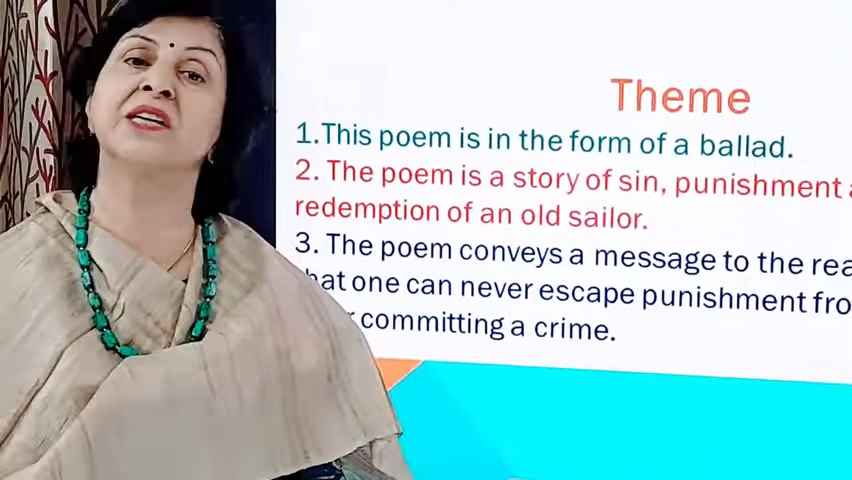 Theme
1.This poem is in the form of a ballad.
2. The poem is a story of sin, punishment
redemption of an old sailor.
3. The poem conveys a message to the
one can never escape punishment
committing a crime.